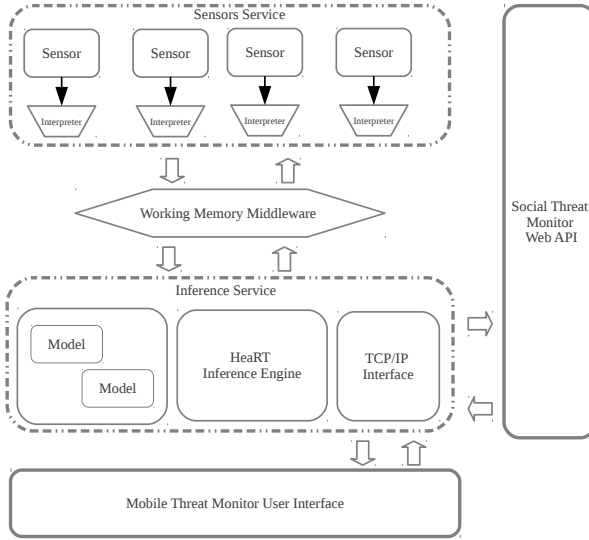 Sensors Service
Sensor
Sensor
Sensor
Sensor
Interpreter
Interpreter
Interpreter
Interpreter
Working Memory Middleware
Social Threat
Monitor
Web API
Inference Service
Model
Model
HeaRT
Inference Engine
TCP/IP
Interface
Mobile Threat Monitor User Interface